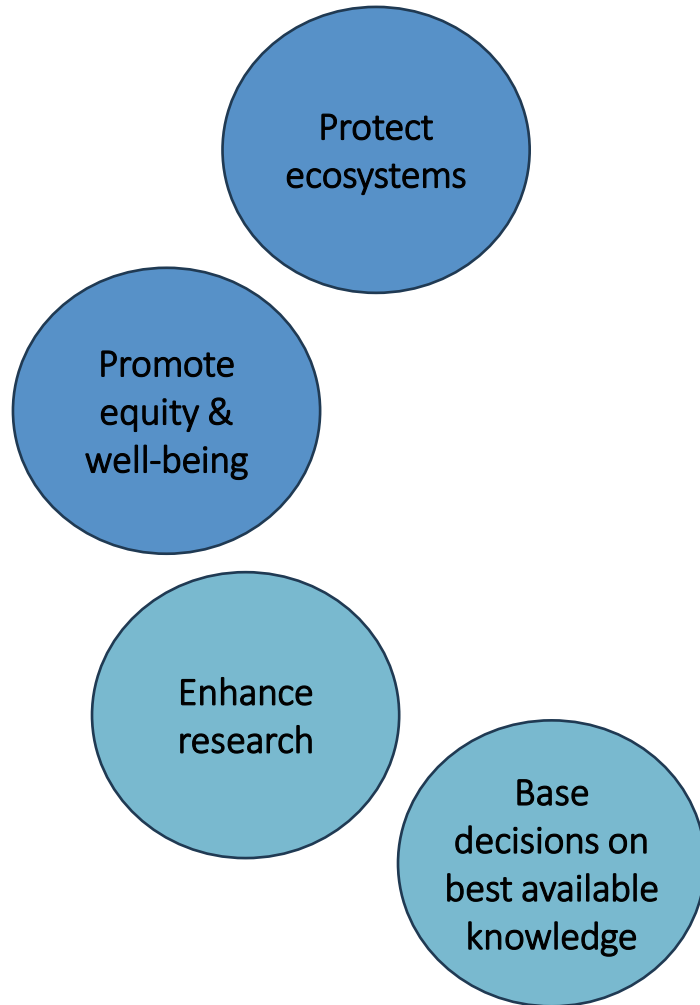 Protect
ecosystems
Promote
equity &
well-being
Enhance
research
Base
decisions on
best available
knowledge